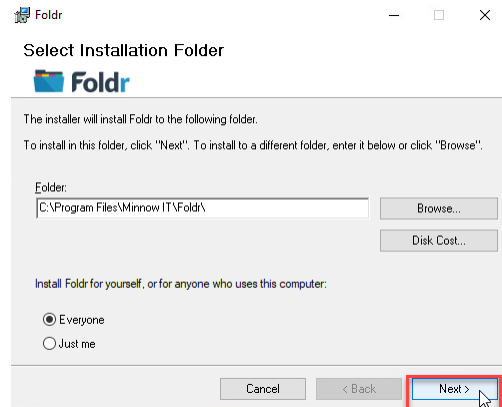 Foldr
Select Installation Folder
Foldr
The installer will install Foldr to the following folder.
To install in this folder, click "Next". To install to a different folder, enter it below or click "Browse".
Folder:
C:\Program Files\Minnow IT\Foldr\
Browse...
Disk Cost...
Install Foldr for yourself, or for anyone who uses this computer:
Everyone
Just me
Cancel
< Back
Next >